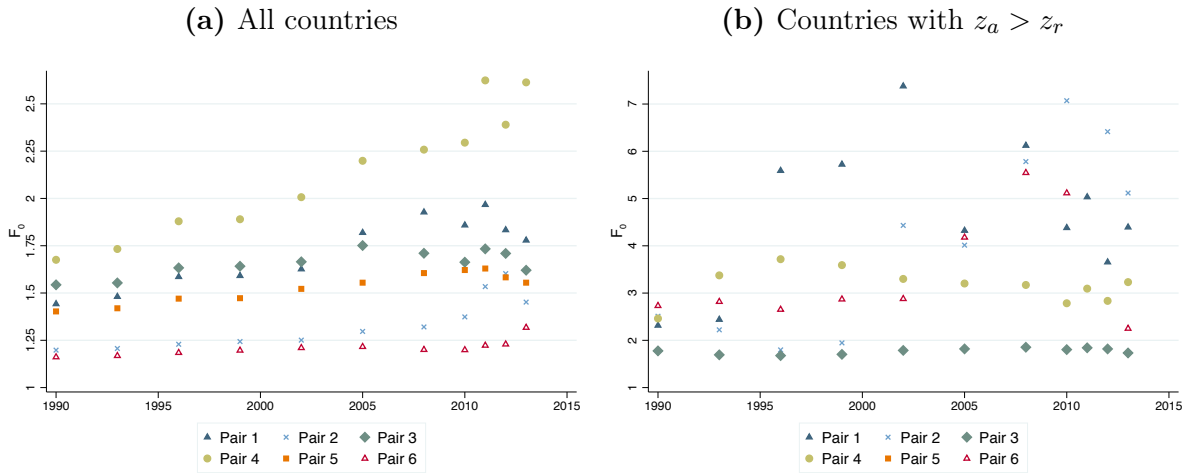 (a) All countries
F₀
2.5
2.25
2
1.75
1.5
1.25
1
1990 1995 2000 2005 2010 2015
Pair 1 Pair 2 Pair 3
Pair 4 Pair 5 Pair 6
(b) Countries with zₐ > zᵣ
F₀
7
6
5
4
3
2
1
1990 1995 2000 2005 2010 2015
Pair 1 Pair 2 Pair 3
Pair 4 Pair 5 Pair 6